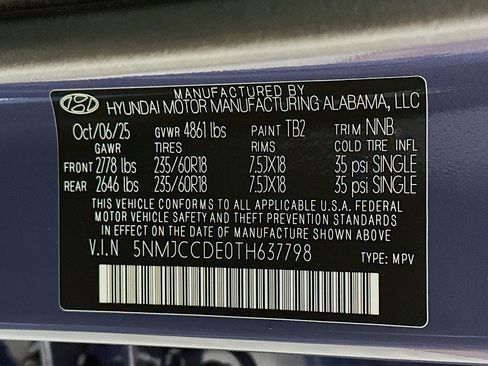 MANUFACTURED BY
HYUNDAI MOTOR MANUFACTURING ALABAMA, LLC
Oct/06/25 GVWR 4861 lbs PAINT TB2 TRIM NNB
GAWR TIRES RIMS COLD TIRE INFL
FRONT 2778 lbs 235/60R18 7.5JX18 35 psi SINGLE
REAR 2646 lbs 235/60R18 7.5JX18 35 psi SINGLE
THIS VEHICLE CONFORMS TO ALL APPLICABLE U.S.A. FEDERAL
MOTOR VEHICLE SAFETY AND THEFT PREVENTION STANDARDS
IN EFFECT ON THE DATE OF MANUFACTURE SHOWN ABOVE
V.I.N 5NMJCCDE0TH637798 TYPE: MPV